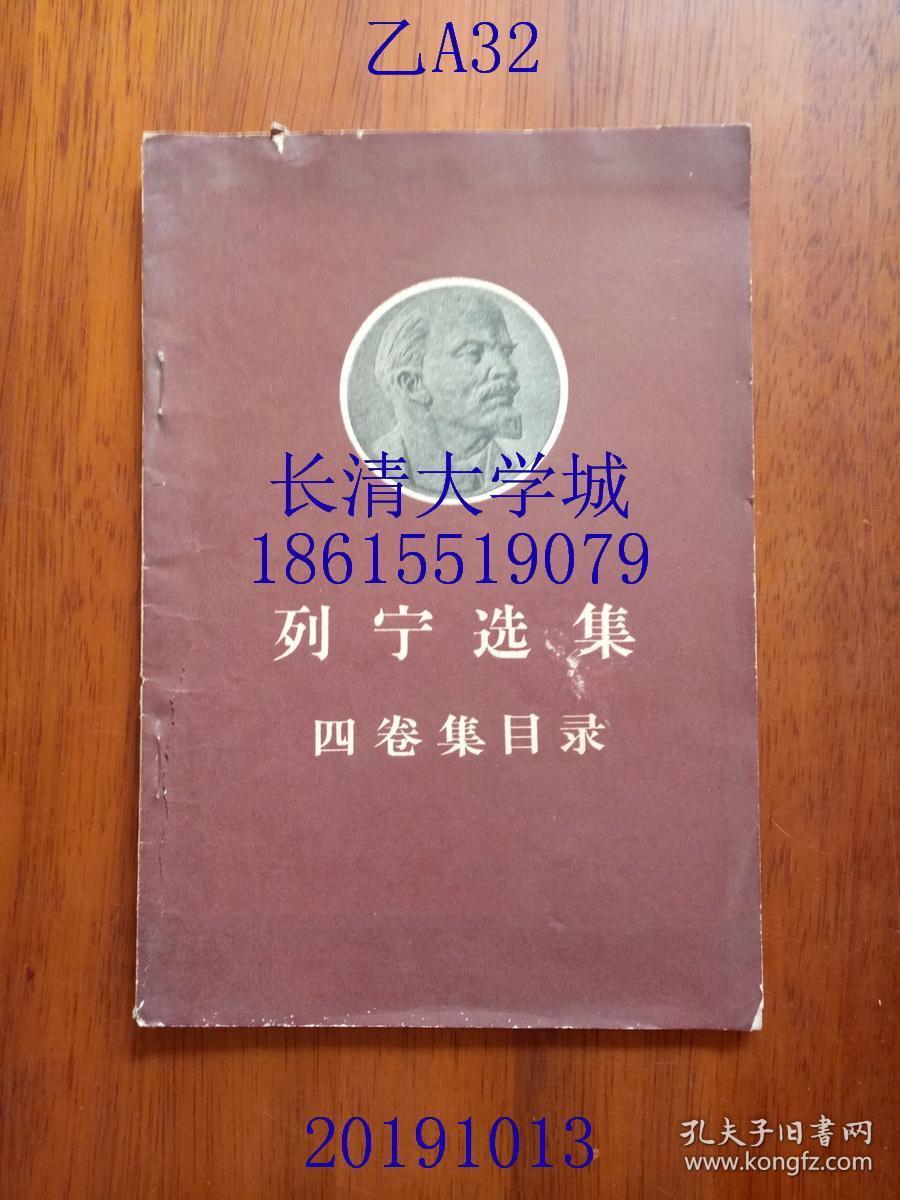 乙A32
长清大学城
18615519079
列宁选集
四卷集目录
20191013
孔夫子旧书网
www.kongfz.com